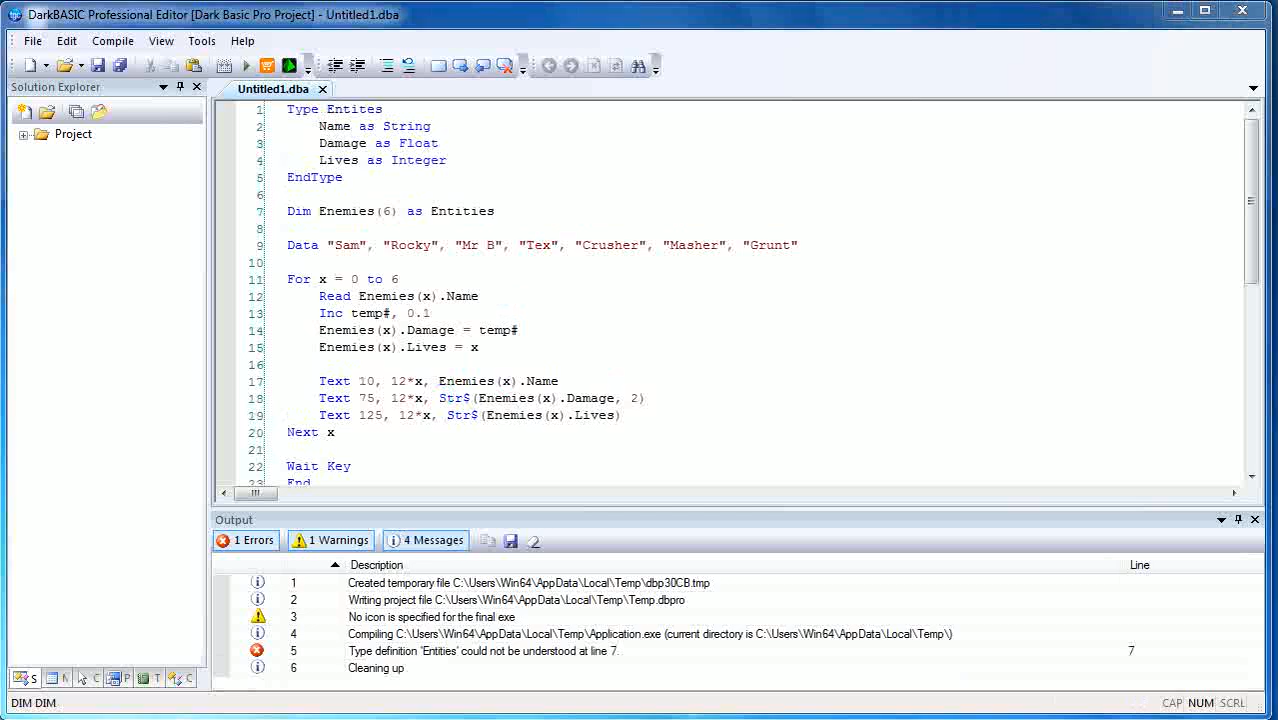 DarkBASIC Professional Editor [Dark Basic Pro Project] - Untitled1.dba
File Edit Compile View Tools Help
Solution Explorer
Untitled1.dba
Project
1 Type Entites
2 Name as String
3 Damage as Float
4 Lives as Integer
5 EndType
6
7 Dim Enemies(6) as Entities
8
9 Data "Sam", "Rocky", "Mr B", "Tex", "Crusher", "Masher", "Grunt"
10
11 For x = 0 to 6
12 Read Enemies(x).Name
13 Inc temp#, 0.1
14 Enemies(x).Damage = temp#
15 Enemies(x).Lives = x
16
17 Text 10, 12*x, Enemies(x).Name
18 Text 75, 12*x, Str$(Enemies(x).Damage, 2)
19 Text 125, 12*x, Str$(Enemies(x).Lives)
20 Next x
21
22 Wait Key
23 End
Output
1 Errors 1 Warnings 4 Messages
Description Line
1 Created temporary file C:\Users\Win64\AppData\Local\Temp\dbp30CB.tmp
2 Writing project file C:\Users\Win64\AppData\Local\Temp\Temp.dbpro
3 No icon is specified for the final exe
4 Compiling C:\Users\Win64\AppData\Local\Temp\Application.exe (current directory is C:\Users\Win64\AppData\Local\Temp\)
5 Type definition 'Entities' could not be understood at line 7. 7
6 Cleaning up
S C P T C
DIM DIM CAP NUM SCRL